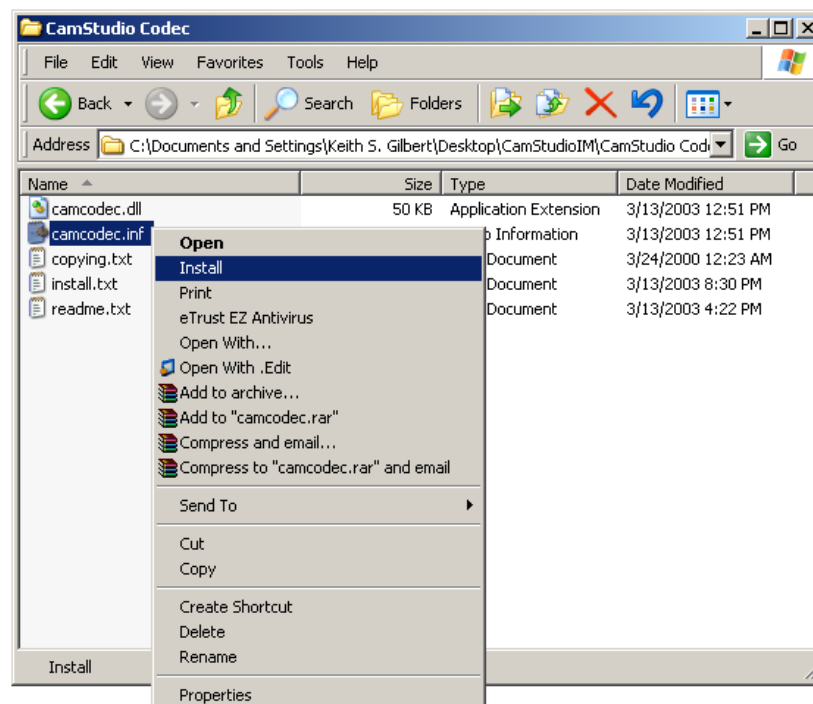 CamStudio Codec
File Edit View Favorites Tools Help
Back Search Folders
Address C:\Documents and Settings\Keith S. Gilbert\Desktop\CamStudioIM\CamStudio Cod Go
Name Size Type Date Modified
camcodec.dll 50 KB Application Extension 3/13/2003 12:51 PM
camcodec.inf Information 3/13/2003 12:51 PM
copying.txt Document 3/24/2000 12:23 AM
install.txt Document 3/13/2003 8:30 PM
readme.txt Document 3/13/2003 4:22 PM
Open
Install
Print
eTrust EZ Antivirus
Open With...
Open With .Edit
Add to archive...
Add to "camcodec.rar"
Compress and email...
Compress to "camcodec.rar" and email
Send To
Cut
Copy
Create Shortcut
Delete
Rename
Properties
Install